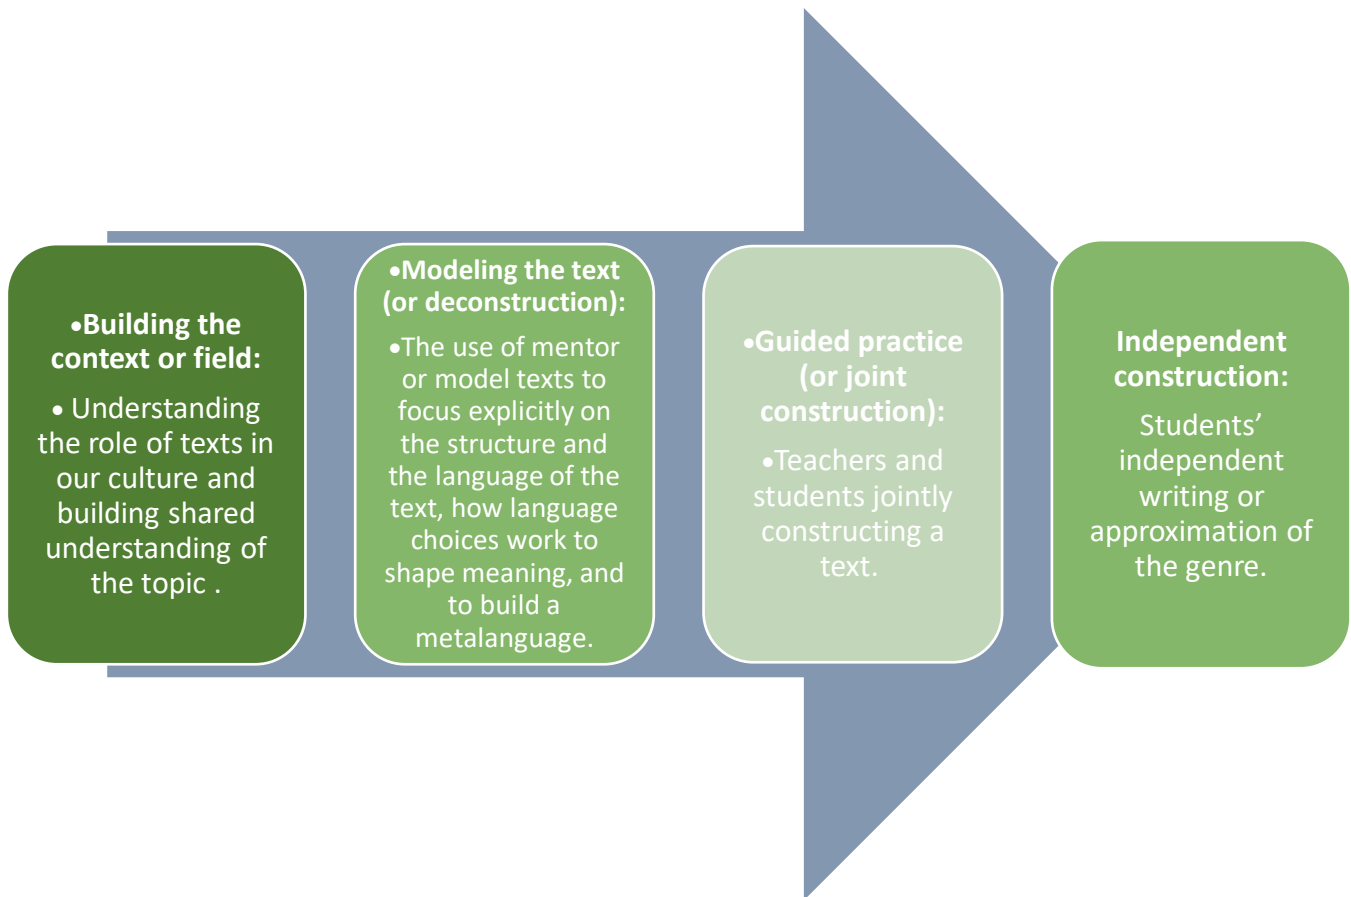 •Building the
context or field:
• Understanding
the role of texts in
our culture and
building shared
understanding of
the topic .
•Modeling the text
(or deconstruction):
•The use of mentor
or model texts to
focus explicitly on
the structure and
the language of the
text, how language
choices work to
shape meaning, and
to build a
metalanguage.
•Guided practice
(or joint
construction):
•Teachers and
students jointly
constructing a
text.
Independent
construction:
Students’
independent
writing or
approximation of
the genre.